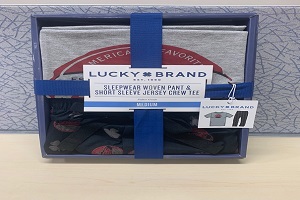 AMERICA'S FAVORITE
LUCKY BRAND
EST. 1990
SLEEPWEAR WOVEN PANT &
SHORT SLEEVE JERSEY CREW TEE
MEDIUM
LUCKY BRAND